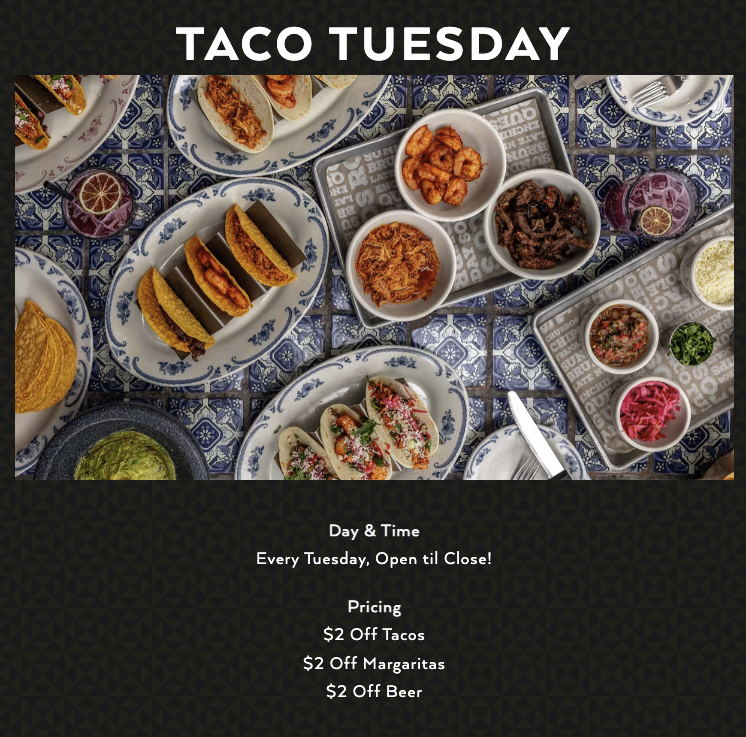 TACO TUESDAY
Day & Time
Every Tuesday, Open til Close!
Pricing
$2 Off Tacos
$2 Off Margaritas
$2 Off Beer